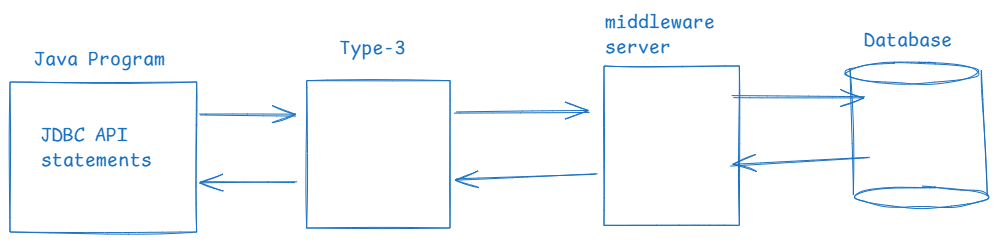 Java Program
JDBC API
statements
Type-3
middleware
server
Database